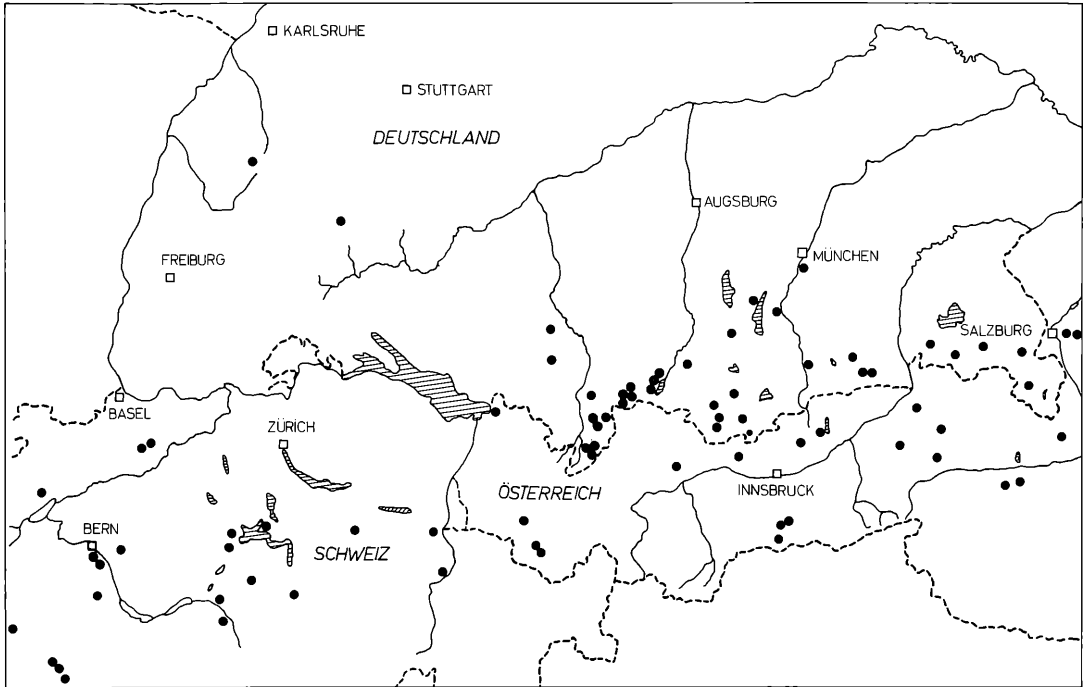 KARLSRUHE
STUTTGART
DEUTSCHLAND
AUGSBURG
FREIBURG
MÜNCHEN
SALZBURG
BASEL
ZÜRICH
INNSBRUCK
ÖSTERREICH
BERN
SCHWEIZ